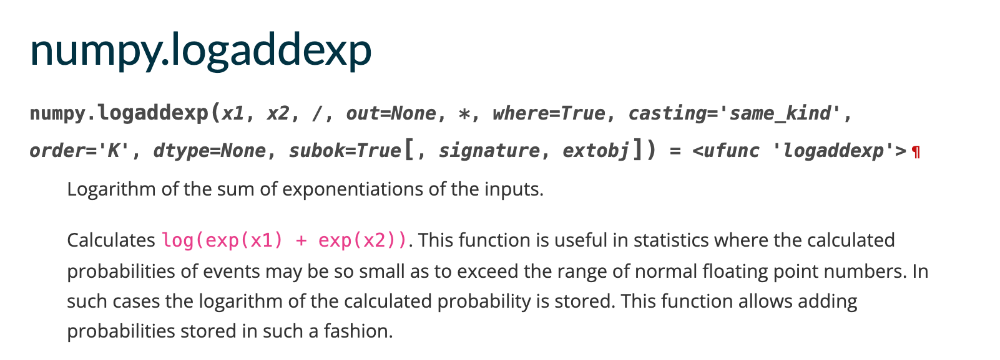 numpy.logaddexp
numpy.logaddexp(x1, x2, /, out=None, *, where=True, casting='same_kind',
order='K', dtype=None, subok=True[, signature, extobj]) = <ufunc 'logaddexp'>¶
Logarithm of the sum of exponentiations of the inputs.
Calculates log(exp(x1) + exp(x2)). This function is useful in statistics where the calculated
probabilities of events may be so small as to exceed the range of normal floating point numbers. In
such cases the logarithm of the calculated probability is stored. This function allows adding
probabilities stored in such a fashion.